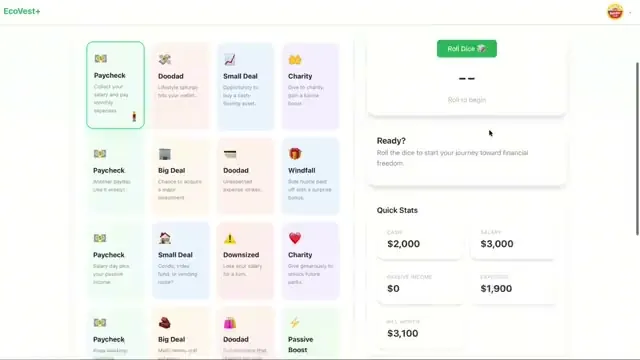 EcoVest+
Paycheck
Collect your
salary and pay
monthly
expenses.
Doodad
Lifestyle splurge
hits your wallet.
Small Deal
Opportunity to
buy a cash-
flowing asset.
Charity
Give to charity, gain
a karma boost.
Paycheck
Another payday,
Big Deal
Chance to acquire
a major
investment.
Doodad
Unexpected
expense strikes.
Windfall
off with a surprise
bonus.
Paycheck
Salary day plus
your passive
income.
Small Deal
Condo, index
fund, or vending
route?
Downsized
Lose your salary
for a turn.
Charity
Give generously to
unlock future
perks.
Paycheck
Big Deal
Doodad
Passive
Boost
Roll Dice
--
Roll to begin
Ready?
Roll the dice to start your journey toward financial
freedom.
Quick Stats
CASH
$2,000
SALARY
$3,000
PASSIVE INCOME
$0
EXPENSES
$1,900
$3,100